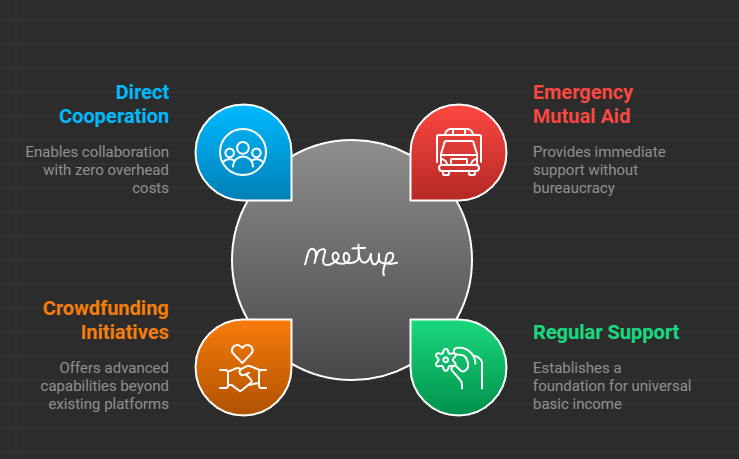 Direct
Cooperation
Enables collaboration
with zero overhead
costs
Emergency
Mutual Aid
Provides immediate
support without
bureaucracy
meetup
Crowdfunding
Initiatives
Offers advanced
capabilities beyond
existing platforms
Regular Support
Establishes a
foundation for universal
basic income